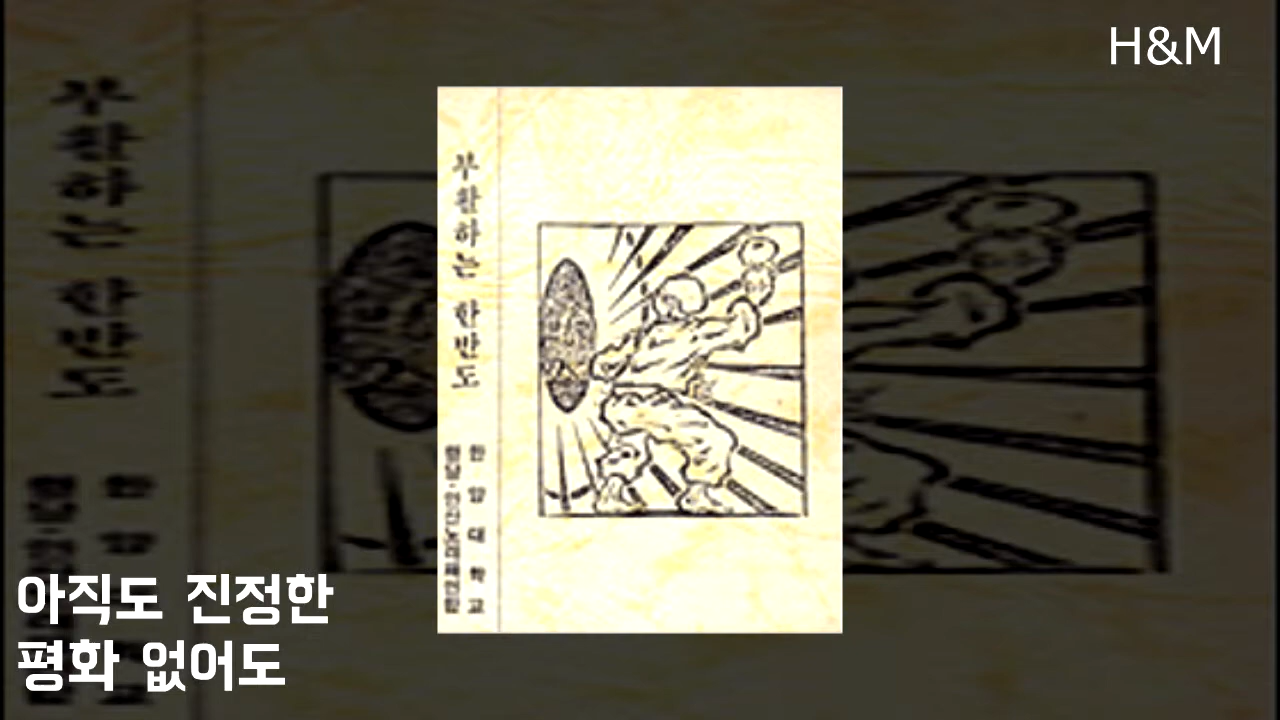 H&M
부활하는 한반도
한양대학교
아직도 진정한
평화 없어도